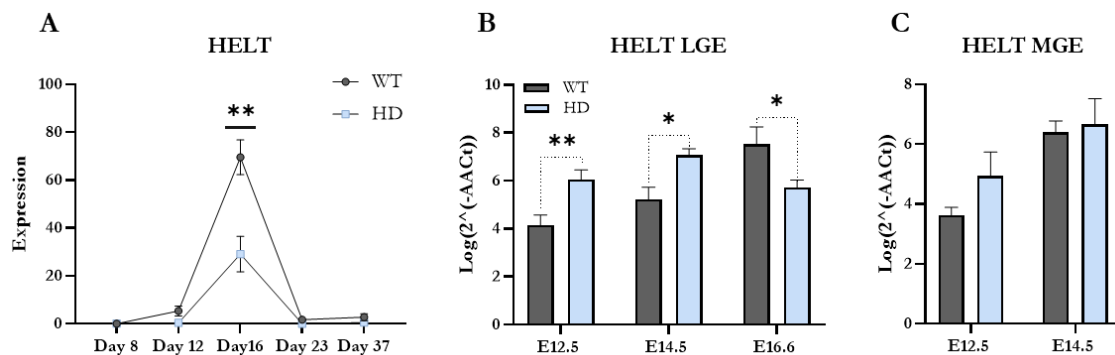 A
HELT
100
80
60
40
20
0
Expression
WT
HD
**
Day 8
Day 12
Day16
Day 23
Day 37
B
HELT LGE
10
8
6
4
2
0
Log(2^(-AACt))
WT
HD
**
*
*
E12.5
E14.5
E16.6
C
HELT MGE
8
6
4
2
0
Log(2^(-AACt))
E12.5
E14.5